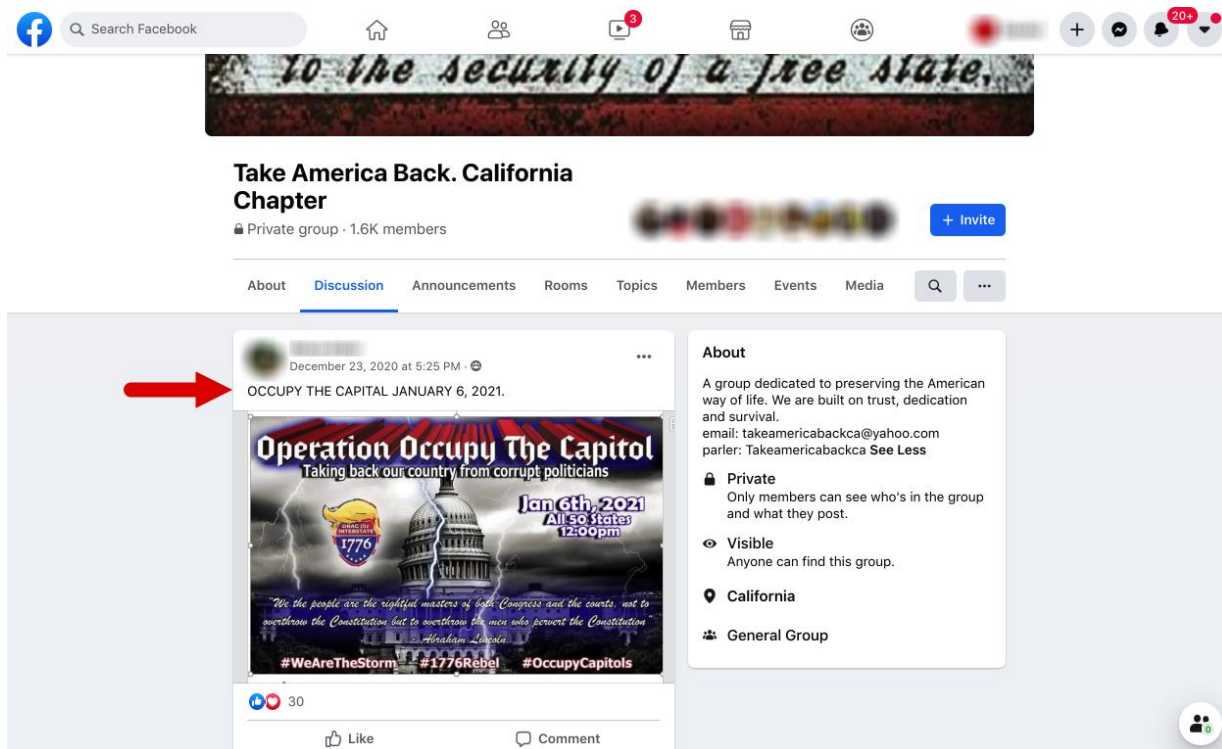 Search Facebook
3
20+
to the security of a free state,
Take America Back. California
Chapter
Private group · 1.6K members
+ Invite
About Discussion Announcements Rooms Topics Members Events Media
December 23, 2020 at 5:25 PM
OCCUPY THE CAPITAL JANUARY 6, 2021.
Operation Occupy The Capitol
Taking back our country from corrupt politicians
Jan 6th, 2021
All 50 States
12:00pm
DRAG the
INTERSTATE
1776
"We the people are the rightful masters of both Congress and the courts, not to
overthrow the Constitution but to overthrow the men who pervert the Constitution"
- Abraham Lincoln
#WeAreTheStorm #1776Rebel #OccupyCapitols
30
Like Comment
About
A group dedicated to preserving the American
way of life. We are built on trust, dedication
and survival.
email: takeamericabackca@yahoo.com
parler: Takeamericabackca See Less
Private
Only members can see who's in the group
and what they post.
Visible
Anyone can find this group.
California
General Group
0